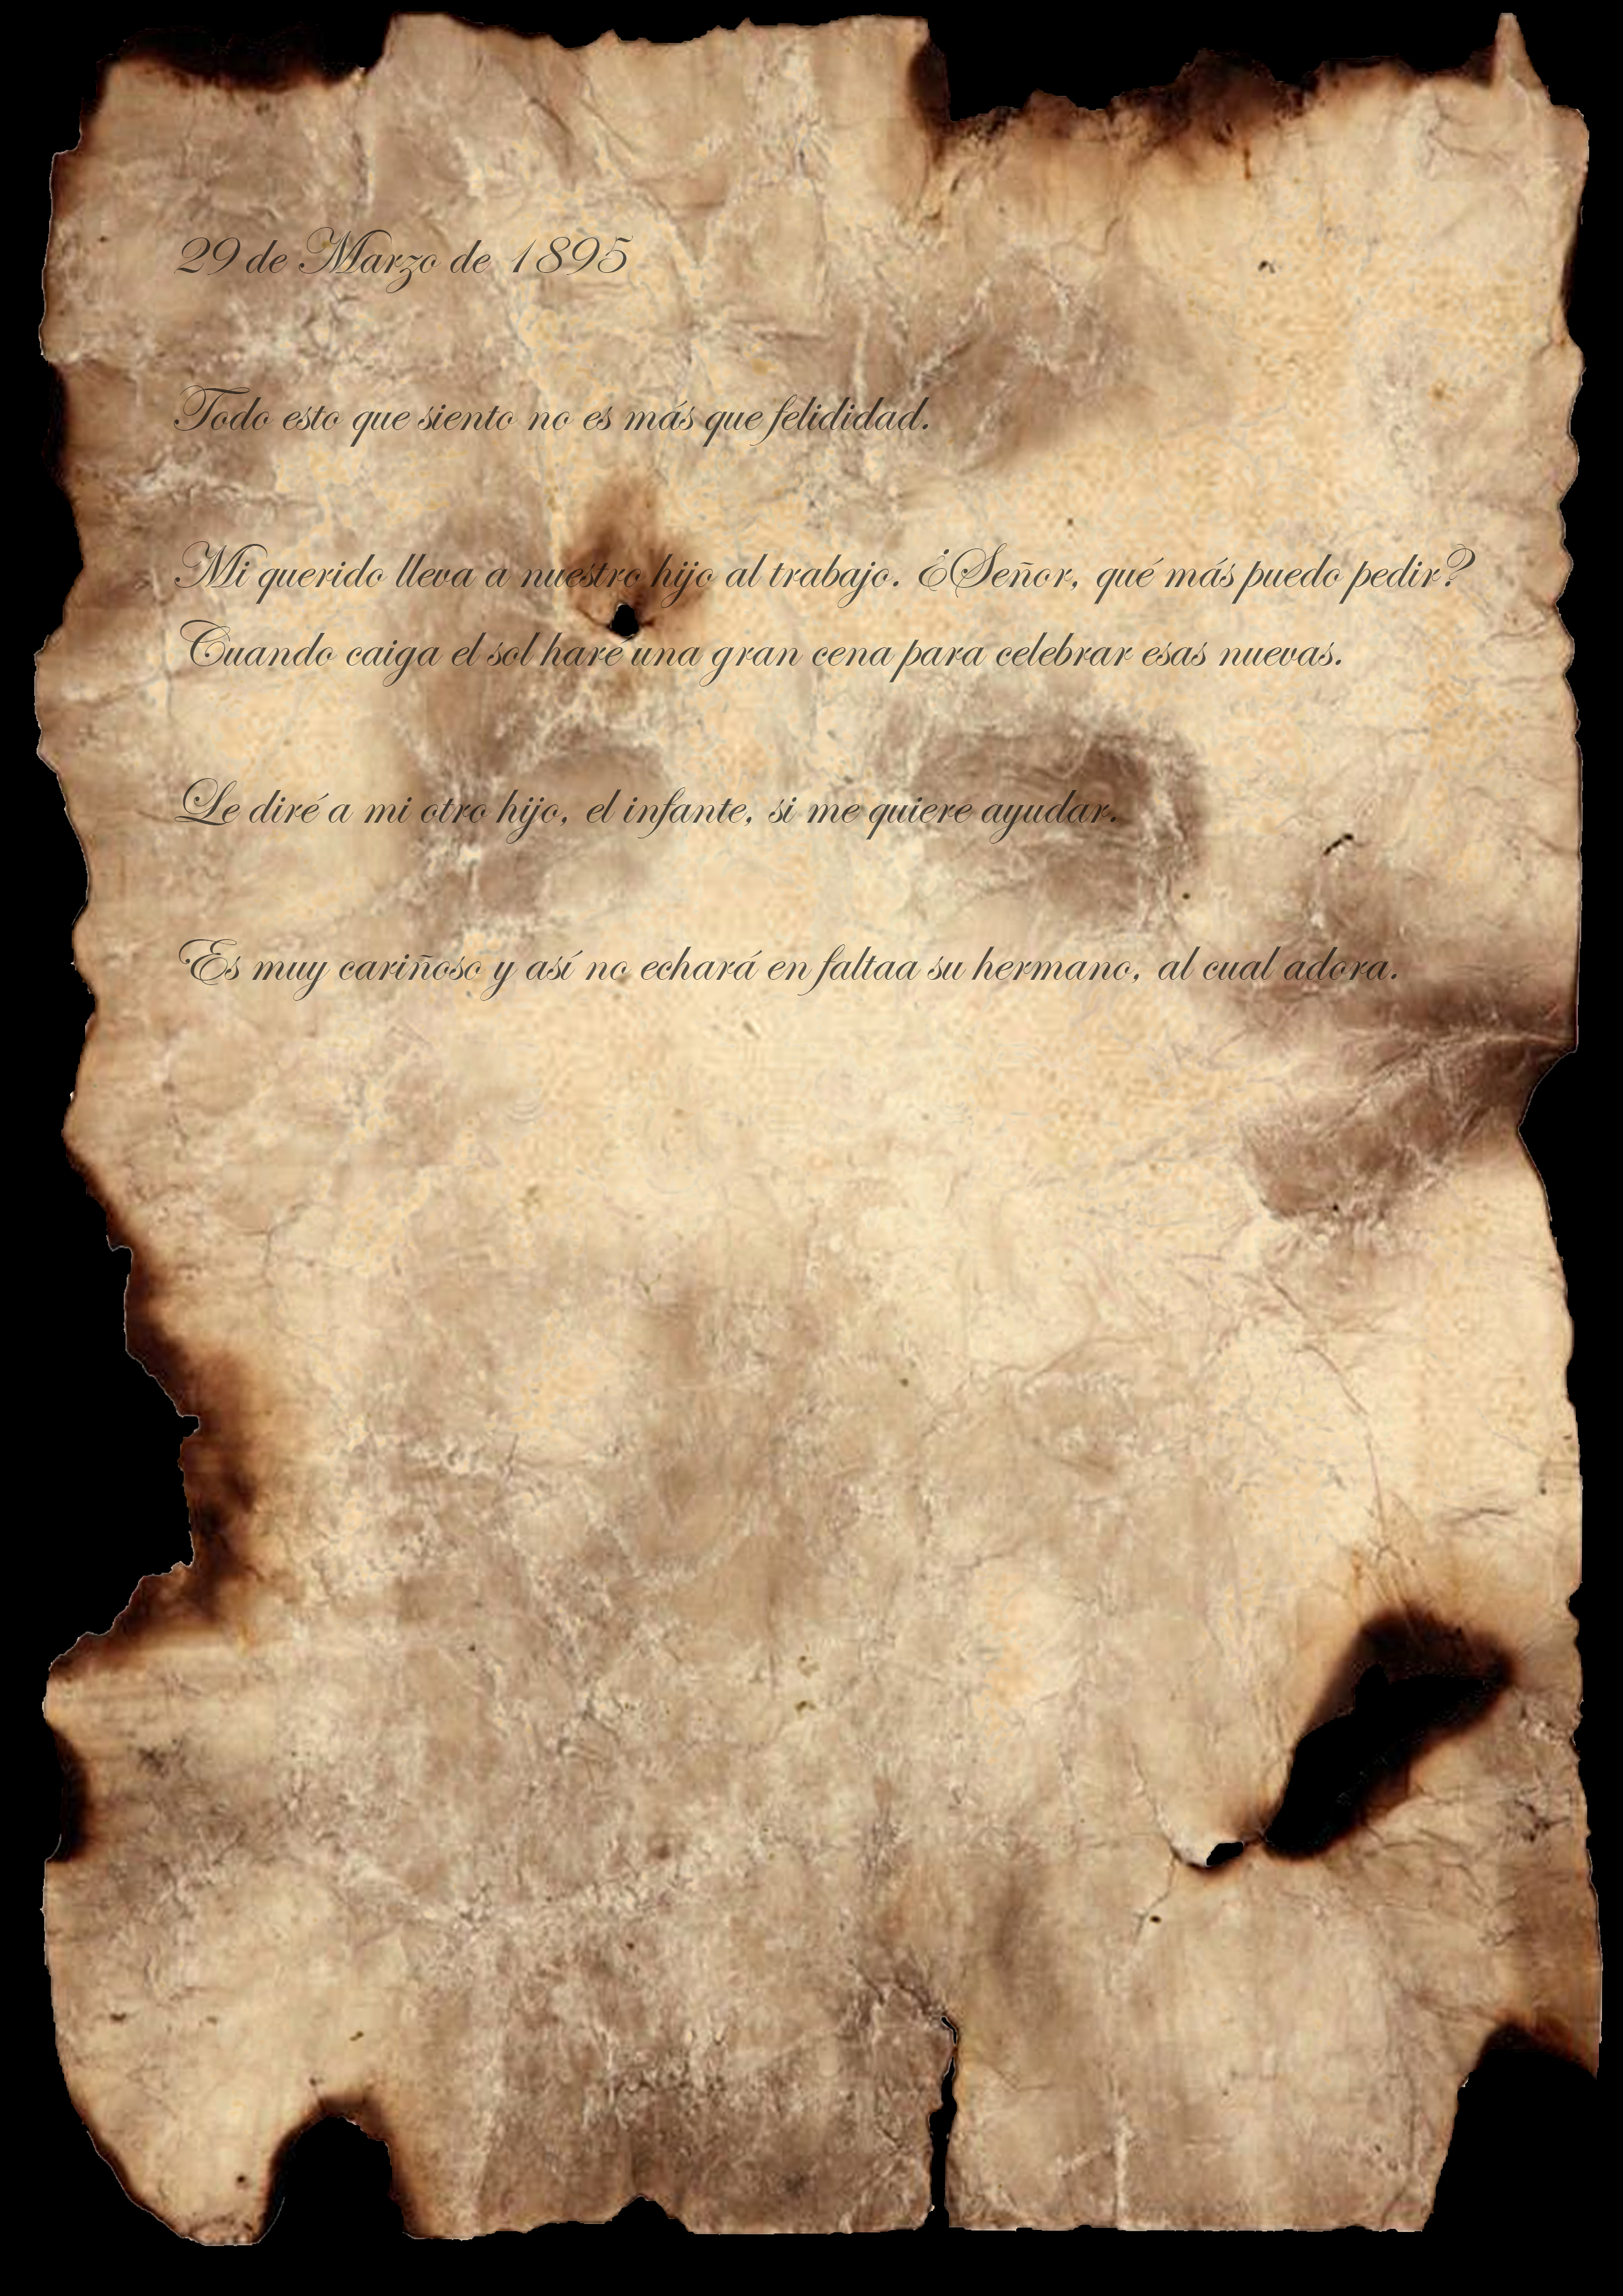 29 de Marzo de 1895
Todo esto que siento no es más que felididad.
Mi querido lleva a nuestro hijo al trabajo. ¿Señor, qué más puedo pedir?
Cuando caiga el sol haré una gran cena para celebrar esas nuevas.
Le diré a mi otro hijo, el infante, si me quiere ayudar.
Es muy cariñoso y así no echará en faltaa su hermano, al cual adora.